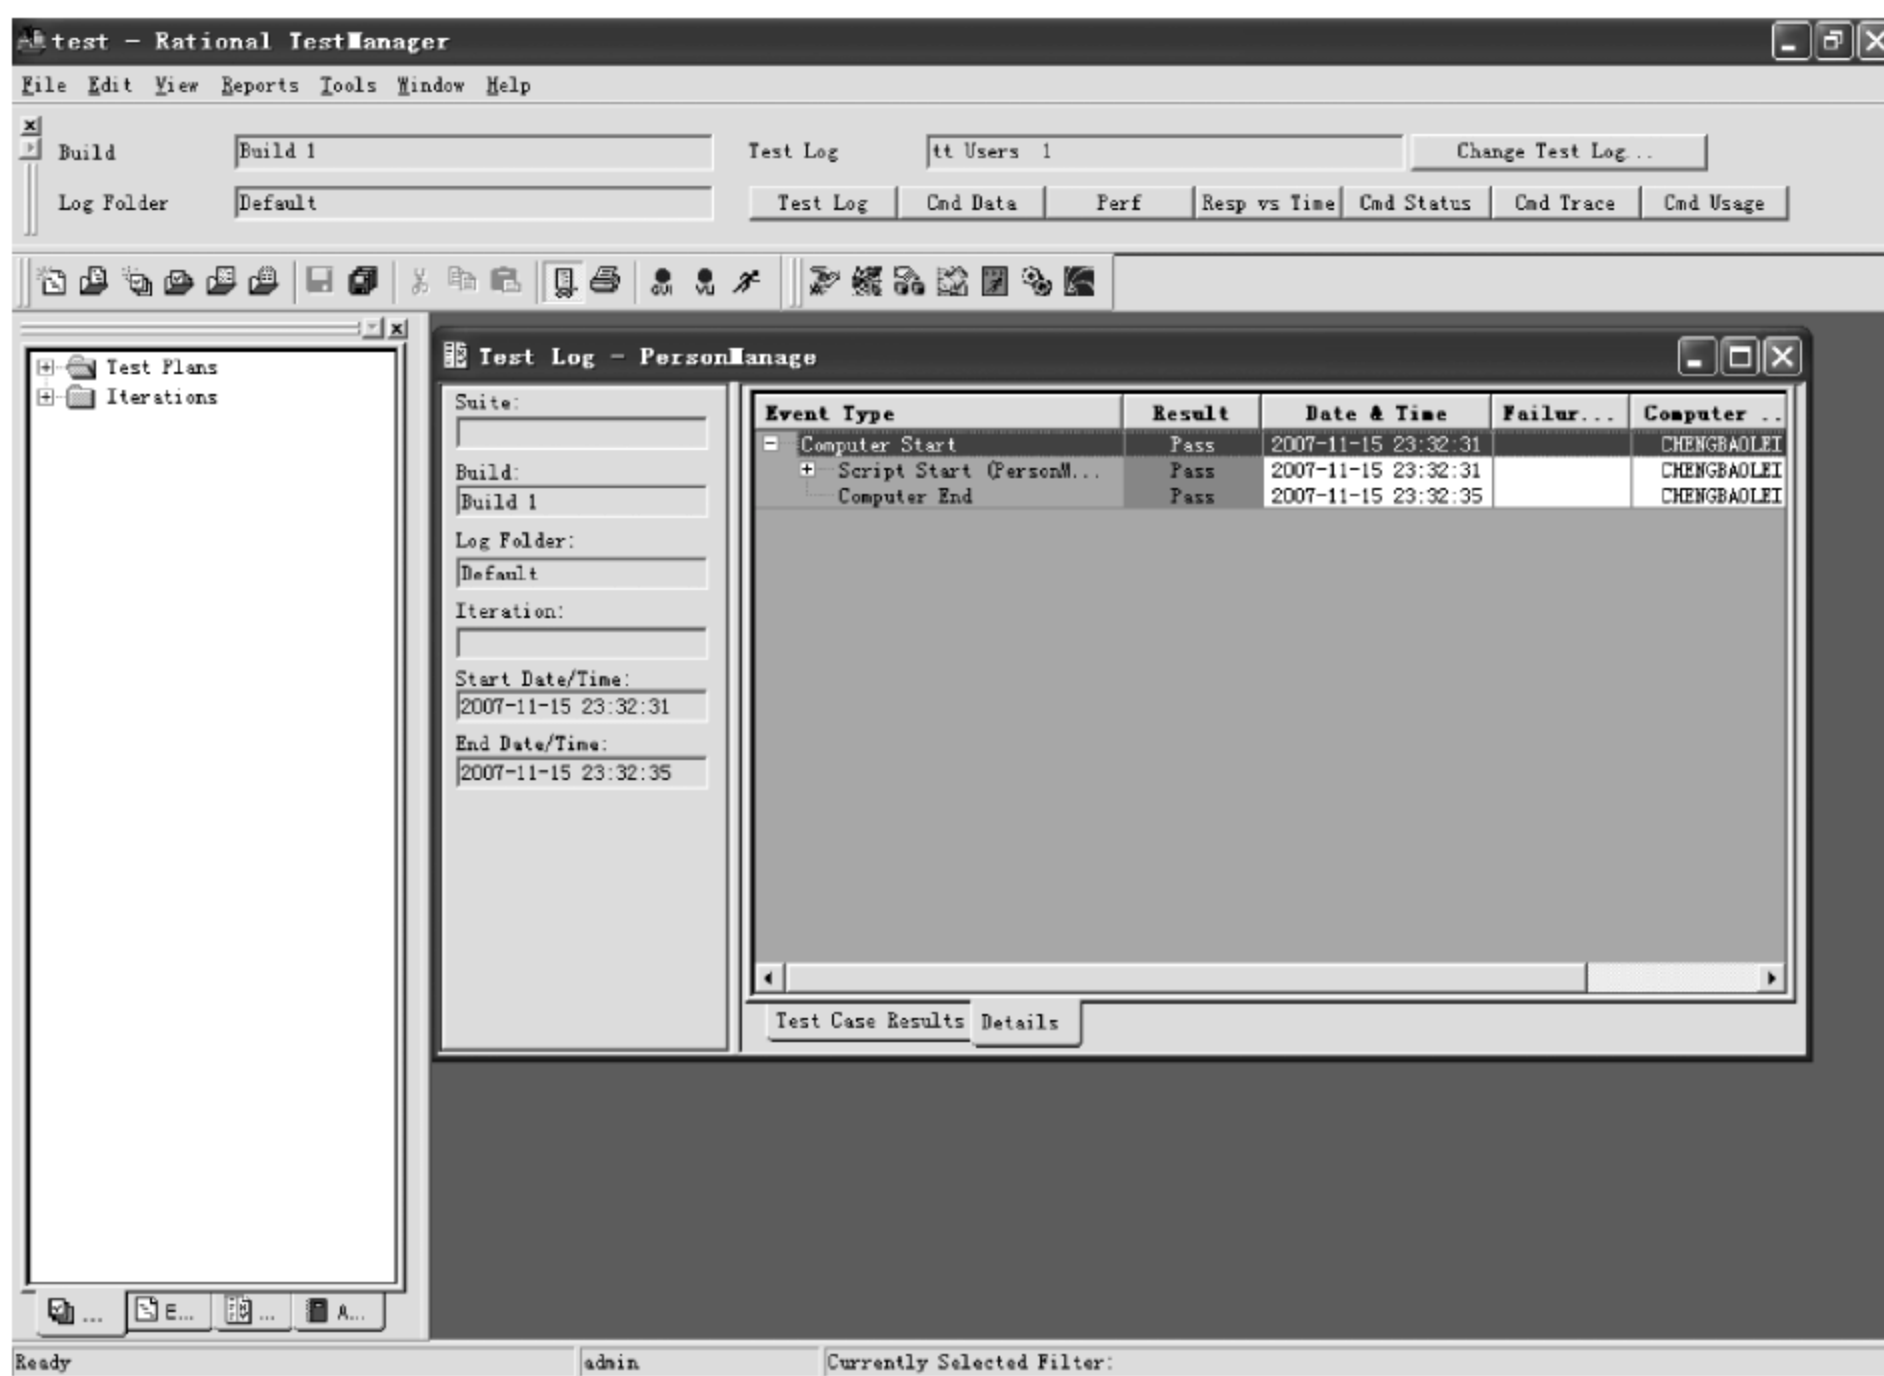 test - Rational TestManager
File Edit View Reports Tools Window Help
Build Build 1 Test Log tt Users 1 Change Test Log...
Log Folder Default Test Log Cmd Data Perf Resp vs Time Cmd Status Cmd Trace Cmd Usage
GUI VU
Test Plans
Iterations
Test Log - PersonManage
Suite:
Build:
Build 1
Log Folder:
Default
Iteration:
Start Date/Time:
2007-11-15 23:32:31
End Date/Time:
2007-11-15 23:32:35
Event Type Result Date & Time Failur... Computer ..
Computer Start Pass 2007-11-15 23:32:31 CHENGBAOLEI
Script Start (PersonM... Pass 2007-11-15 23:32:31 CHENGBAOLEI
Computer End Pass 2007-11-15 23:32:35 CHENGBAOLEI
Test Case Results Details
... E... ... A...
Ready admin Currently Selected Filter: